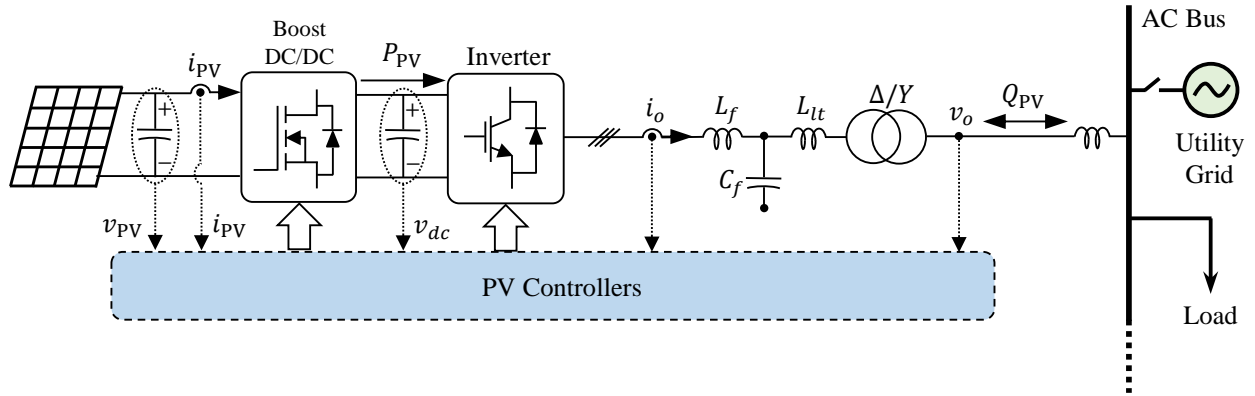 Boost
DC/DC
Inverter
AC Bus
i_PV
P_PV
i_o
L_f
L_lt
Δ/Y
v_o
Q_PV
+
−
+
−
C_f
Utility
Grid
v_PV
i_PV
v_dc
PV Controllers
Load